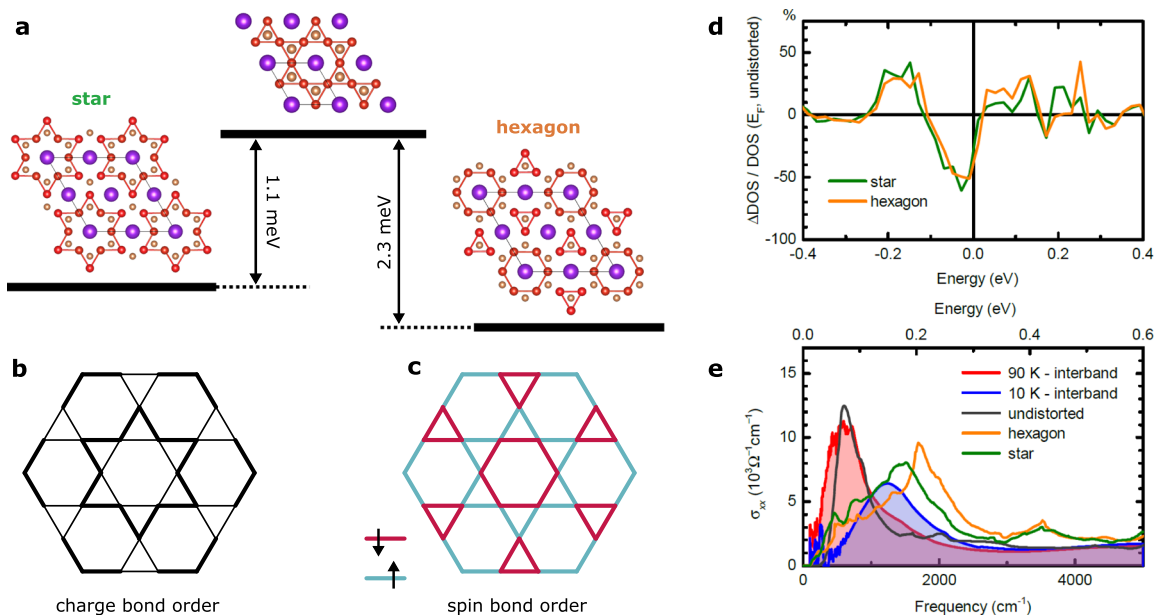 a
star
hexagon
1.1 meV
2.3 meV
b
charge bond order
c
spin bond order
d
%
50
0
-50
-100
ΔDOS / DOS (E_F, undistorted)
star
hexagon
-0.4 -0.2 0.0 0.2 0.4
Energy (eV)
Energy (eV)
0.0 0.2 0.4 0.6
e
15
10
5
0
σ_xx (10³Ω⁻¹cm⁻¹)
90 K - interband
10 K - interband
undistorted
hexagon
star
0 2000 4000
Frequency (cm⁻¹)